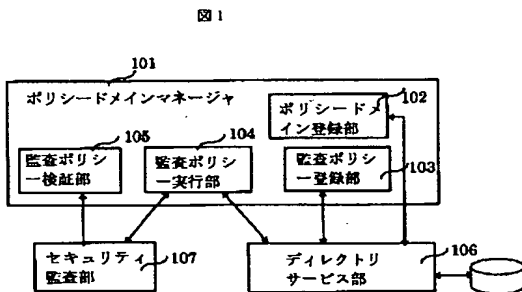 図1
101
ポリシードメインマネージャ
ポリシードメ
イン登録部
102
105
104
監査ポリシ
ー検証部
監査ポリシ
ー実行部
監査ポリシ
ー登録部
103
セキュリティ
監査部
107
ディレクトリ
サービス部
106